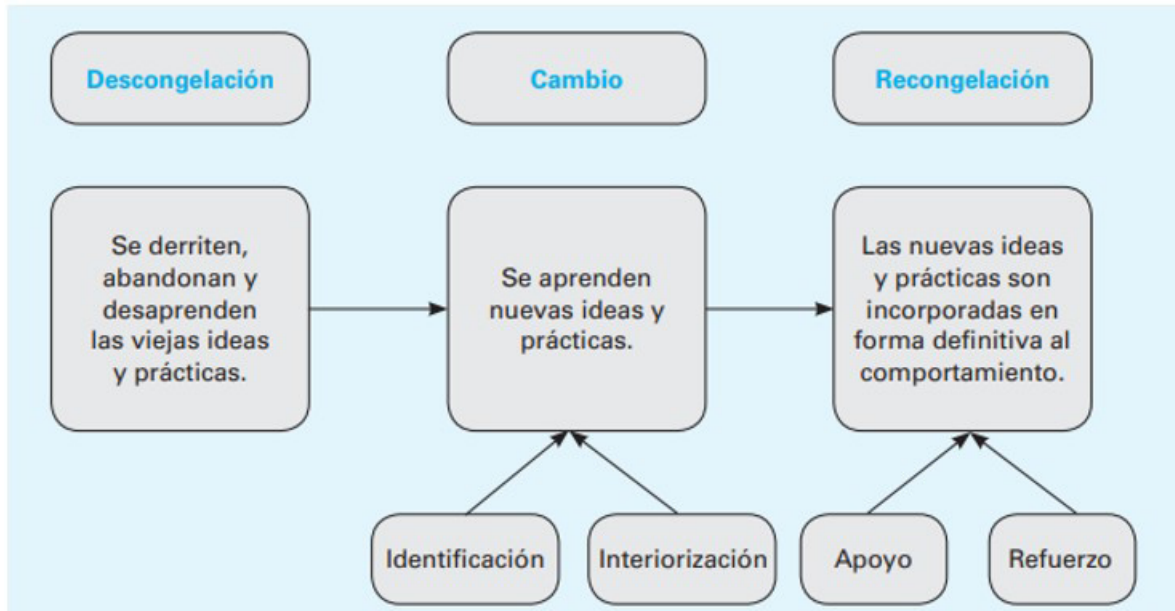 Descongelación
Cambio
Recongelación
Se derriten,
abandonan y
desaprenden
las viejas ideas
y prácticas.
Se aprenden
nuevas ideas y
prácticas.
Las nuevas ideas
y prácticas son
incorporadas en
forma definitiva al
comportamiento.
Identificación
Interiorización
Apoyo
Refuerzo